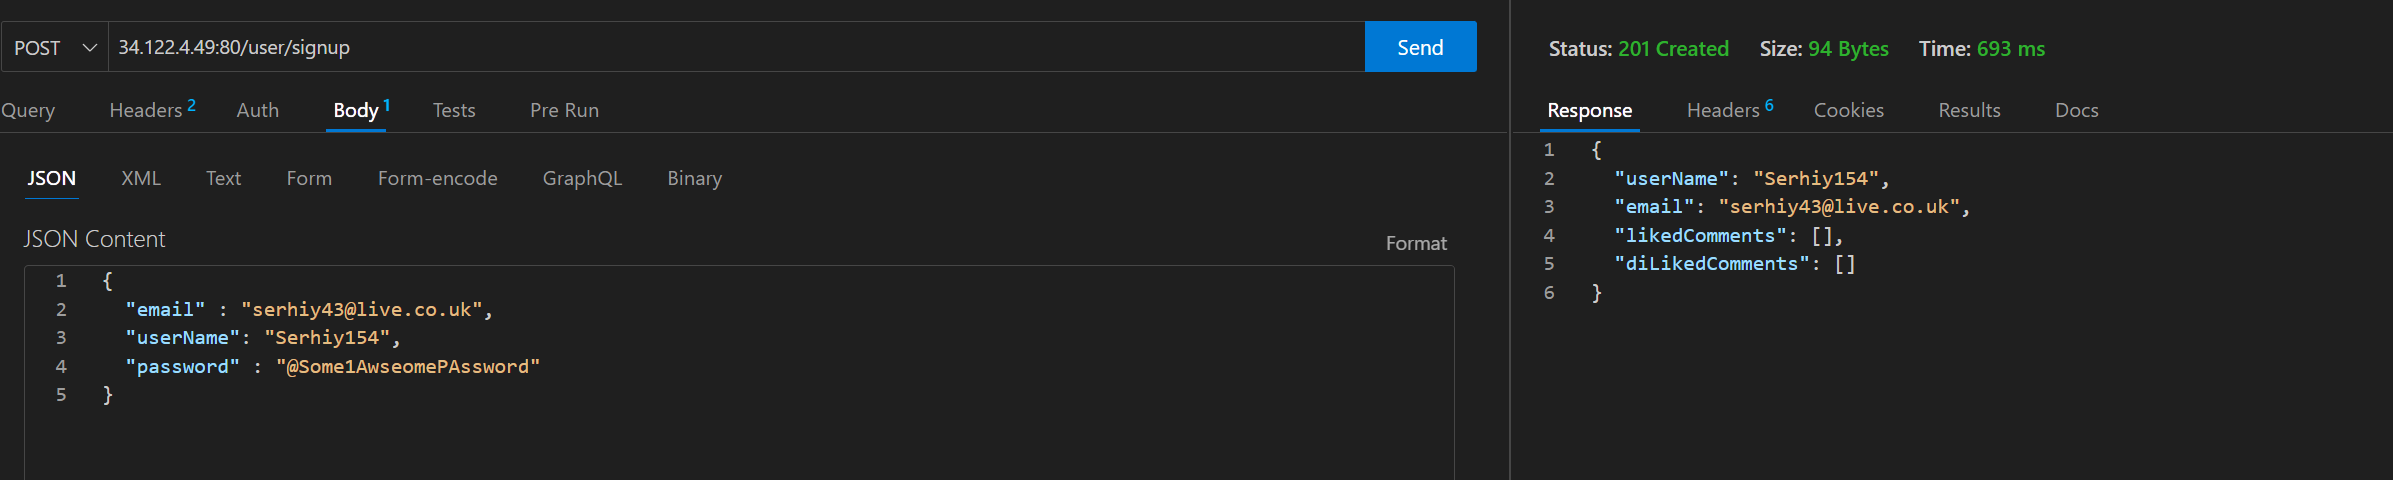 POST 34.122.4.49:80/user/signup Send
Query Headers 2 Auth Body 1 Tests Pre Run
JSON XML Text Form Form-encode GraphQL Binary
JSON Content
Format
1 {
2 "email" : "serhiy43@live.co.uk",
3 "userName": "Serhiy154",
4 "password" : "@Some1AwseomePAssword"
5 }
Status: 201 Created Size: 94 Bytes Time: 693 ms
Response Headers 6 Cookies Results Docs
1 {
2 "userName": "Serhiy154",
3 "email": "serhiy43@live.co.uk",
4 "likedComments": [],
5 "diLikedComments": []
6 }